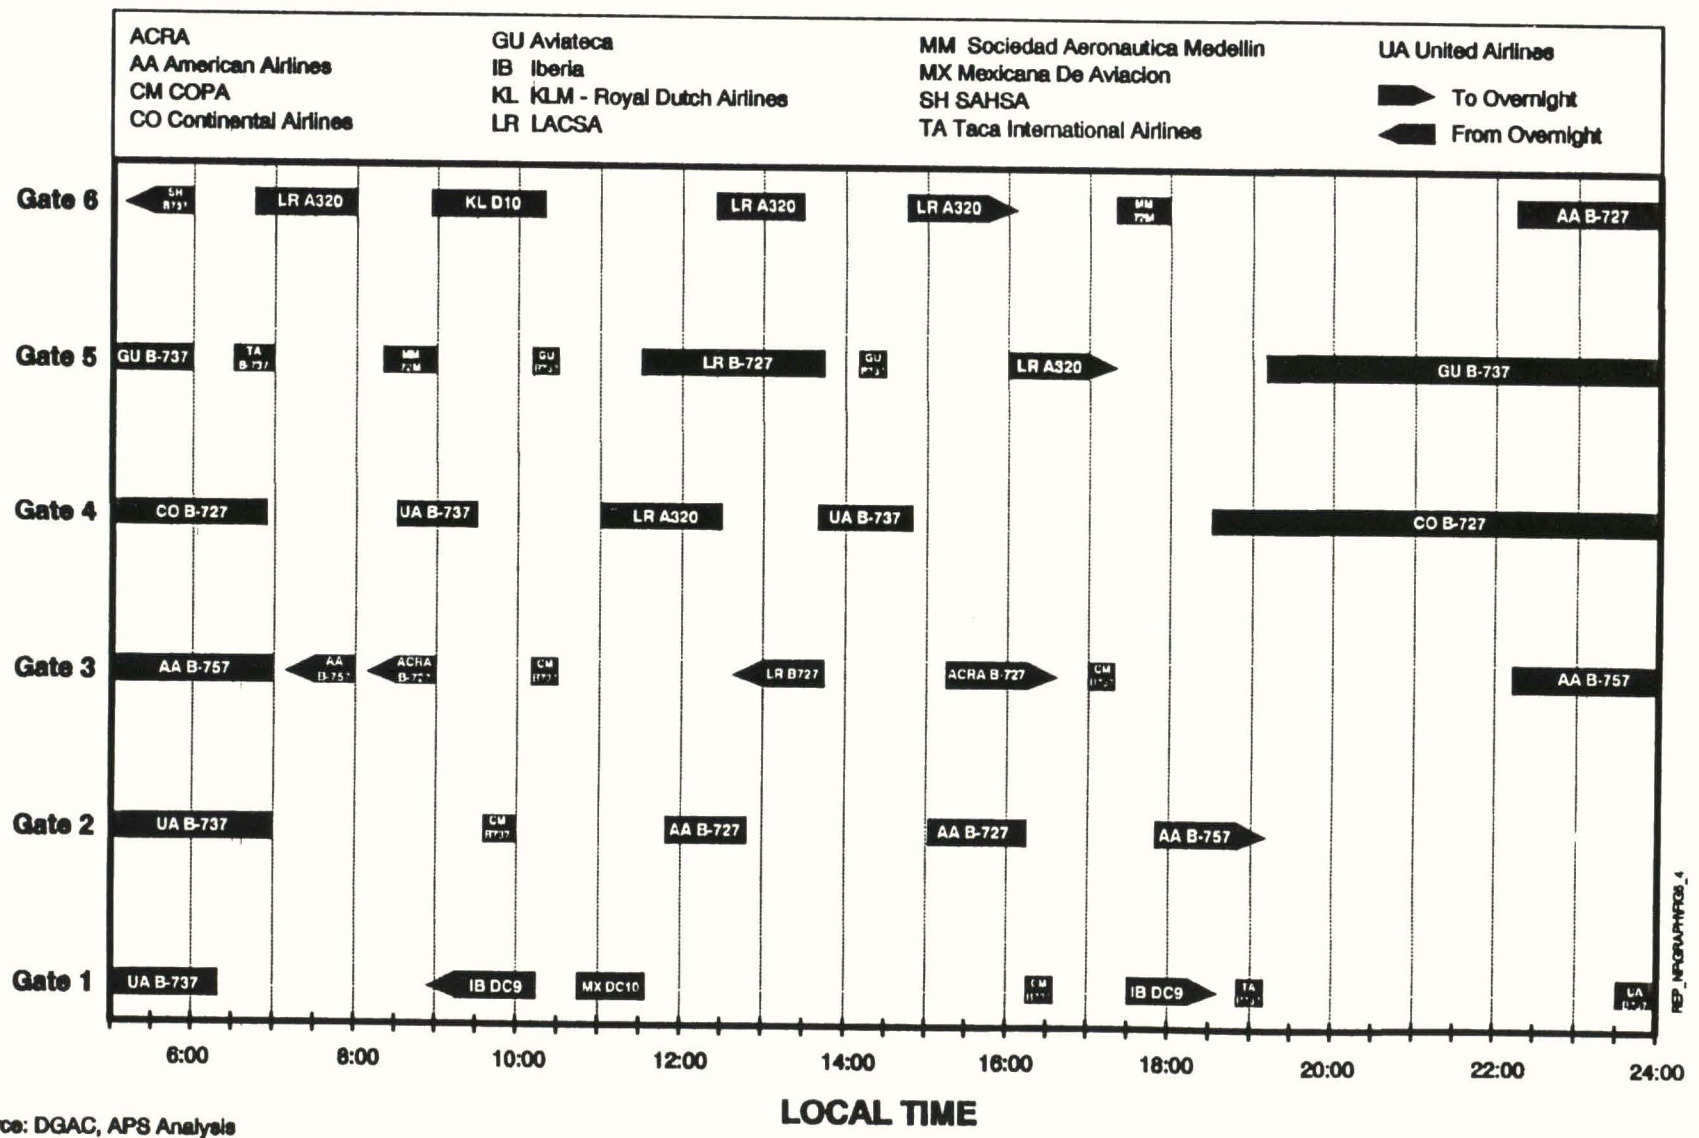 ACRA
AA American Airlines
CM COPA
CO Continental Airlines
GU Aviateca
IB Iberia
KL KLM - Royal Dutch Airlines
LR LACSA
MM Sociedad Aeronautica Medellin
MX Mexicana De Aviacion
SH SAHSA
TA Taca International Airlines
UA United Airlines
To Overnight
From Overnight
Gate 6
SH
LR A320
KL D10
LR A320
LR A320
MM
72M
AA B-727
Gate 5
GU B-737
TA
B-737
MM
72M
GU
LR B-727
GU
LR A320
GU B-737
Gate 4
CO B-727
UA B-737
LR A320
UA B-737
CO B-727
Gate 3
AA B-757
AA
B-757
ACRA
B-727
CM
LR B727
ACRA B-727
CM
AA B-757
Gate 2
UA B-737
CM
B737
AA B-727
AA B-727
AA B-757
Gate 1
UA B-737
IB DC9
MX DC10
CM
IB DC9
TA
UA
6:00 8:00 10:00 12:00 14:00 16:00 18:00 20:00 22:00 24:00
LOCAL TIME
rce: DGAC, APS Analysis